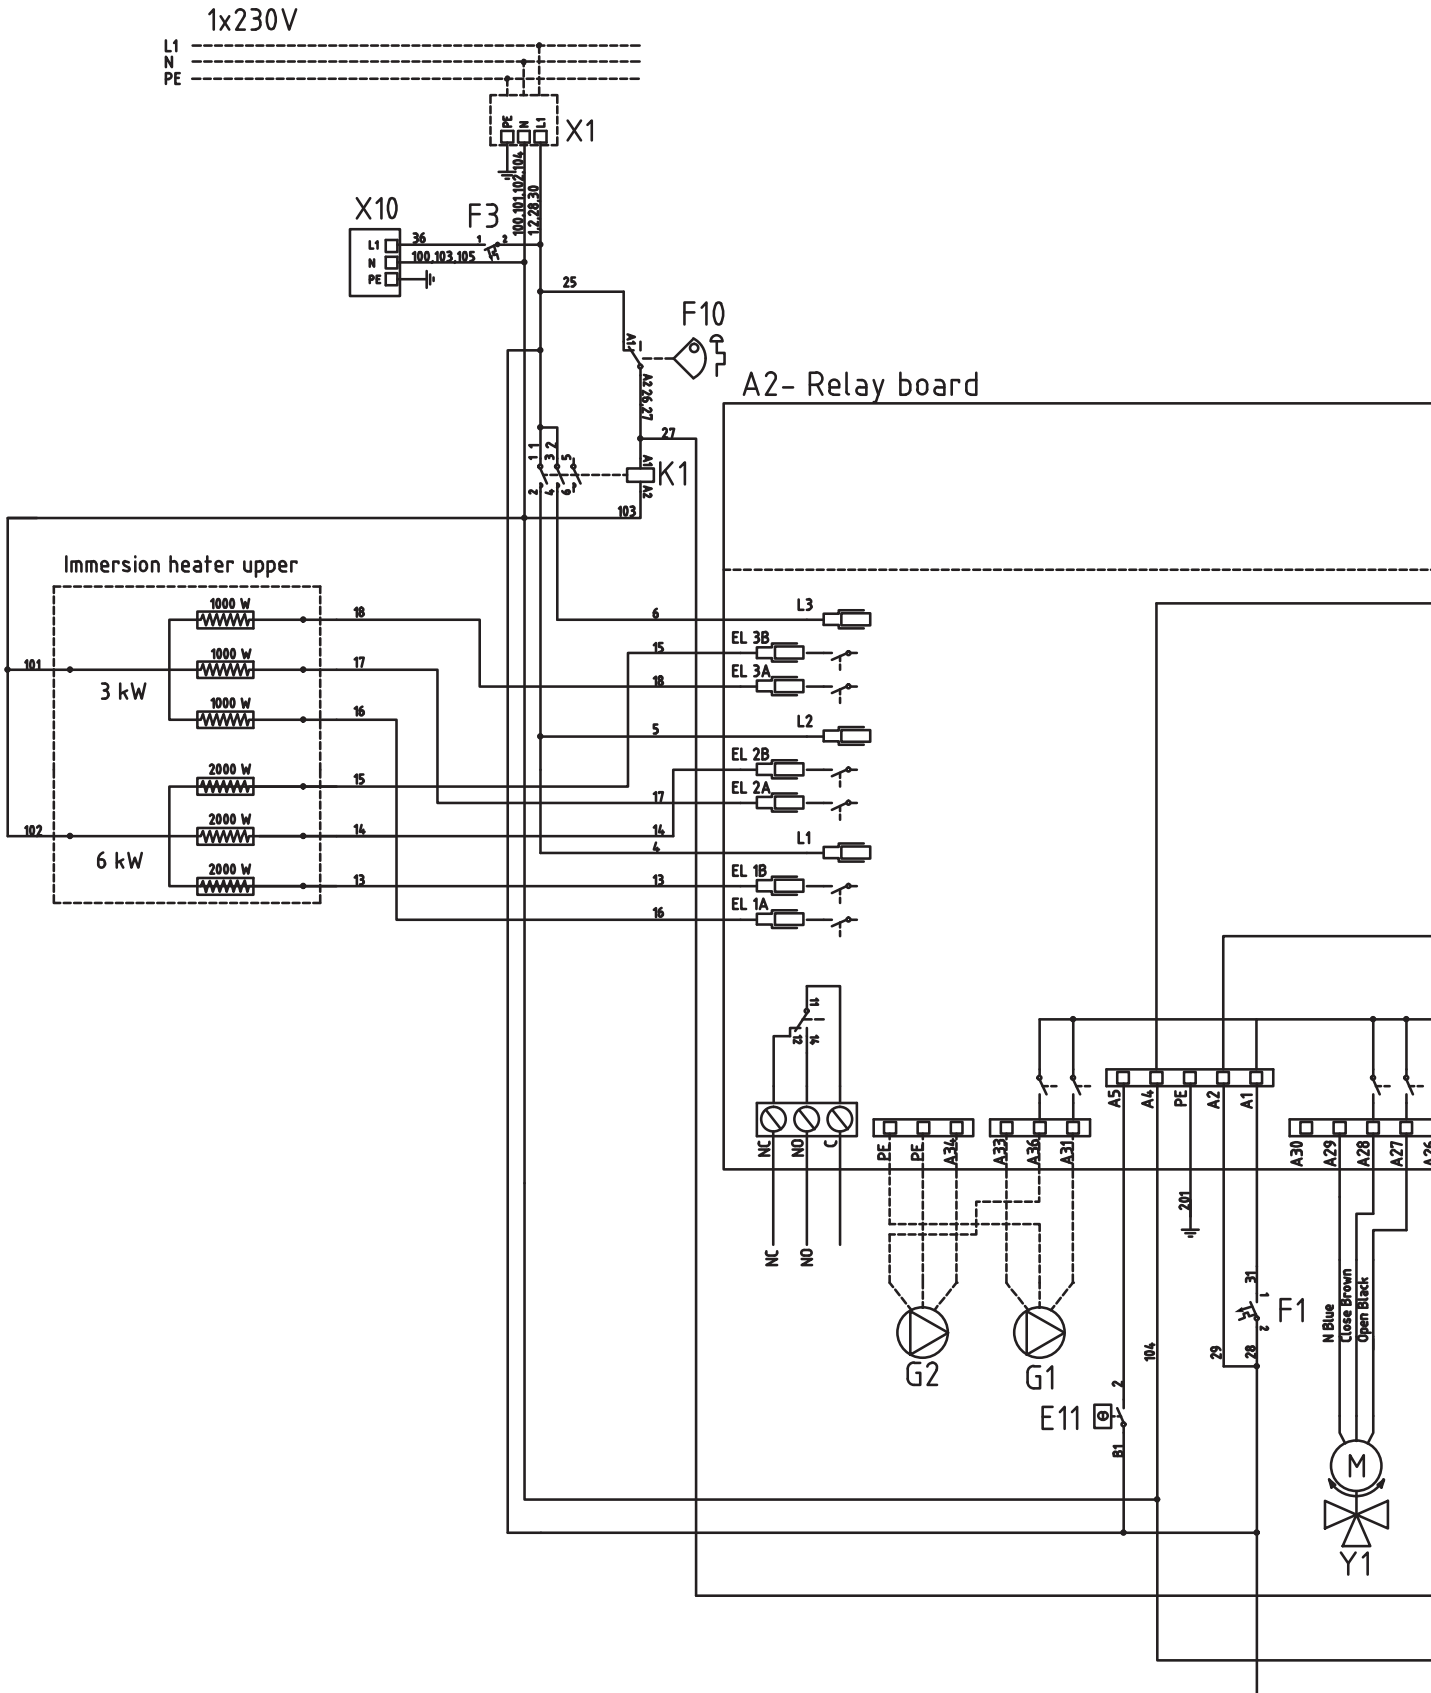 1x230V
L1
N
PE
PE N L1
X1
100.101.102.104
1.2.28.30
X10
F3
L1 36 1 2
N 100.103.105
PE
25
F10
A1
A2 26.27
A2- Relay board
27
1 1
3 2
5
A1
K1
2 4 6
A2
103
Immersion heater upper
1000 W
18
6
L3
EL 3B
15
1000 W
101
17
3 kW
18
EL 3A
1000 W
16
5
L2
EL 2B
2000 W
15
EL 2A
17
2000 W
102
14
14
6 kW
4
L1
2000 W
13
13
EL 1B
16
EL 1A
11
12 14
NC NO C
PE PE A34
A33 A36 A31
A5 A4 PE A2 A1
A30 A29 A28 A27 A26
201
NC NO
31
1
F1
2
N Blue
Close Brown
Open Black
104
29
28
G2
G1
2
E11
B1
M
Y1